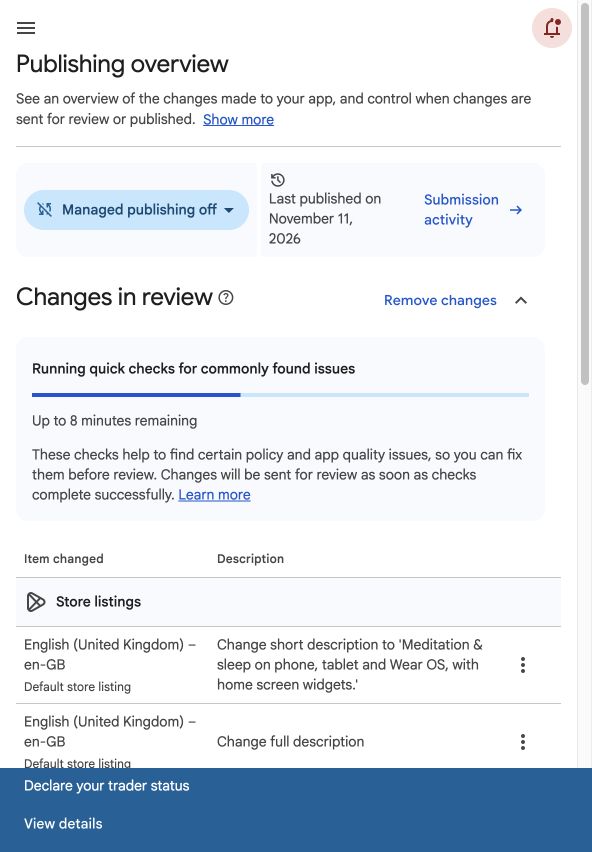 Publishing overview
See an overview of the changes made to your app, and control when changes are
sent for review or published. Show more
Managed publishing off
Last published on
November 11,
2026
Submission
activity
Changes in review
Remove changes
Running quick checks for commonly found issues
Up to 8 minutes remaining
These checks help to find certain policy and app quality issues, so you can fix
them before review. Changes will be sent for review as soon as checks
complete successfully. Learn more
Item changed
Description
Store listings
English (United Kingdom) –
en-GB
Default store listing
Change short description to 'Meditation &
sleep on phone, tablet and Wear OS, with
home screen widgets.'
English (United Kingdom) –
en-GB
Default store listing
Change full description
Declare your trader status
View details